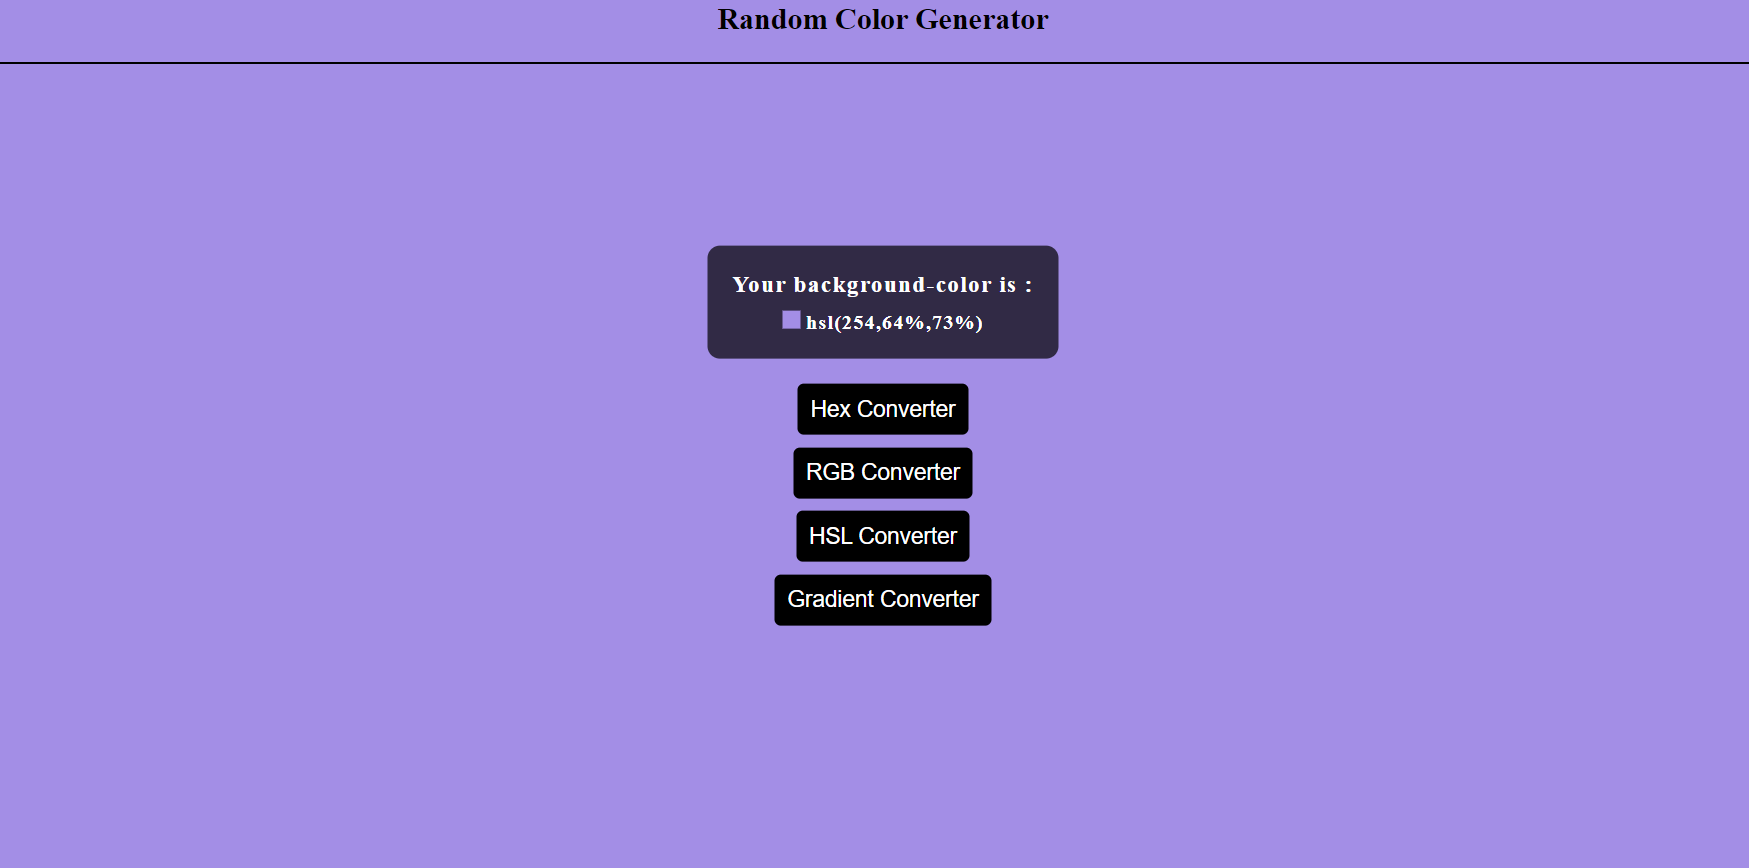 Random Color Generator
Your background-color is :
hsl(254,64%,73%)
Hex Converter
RGB Converter
HSL Converter
Gradient Converter